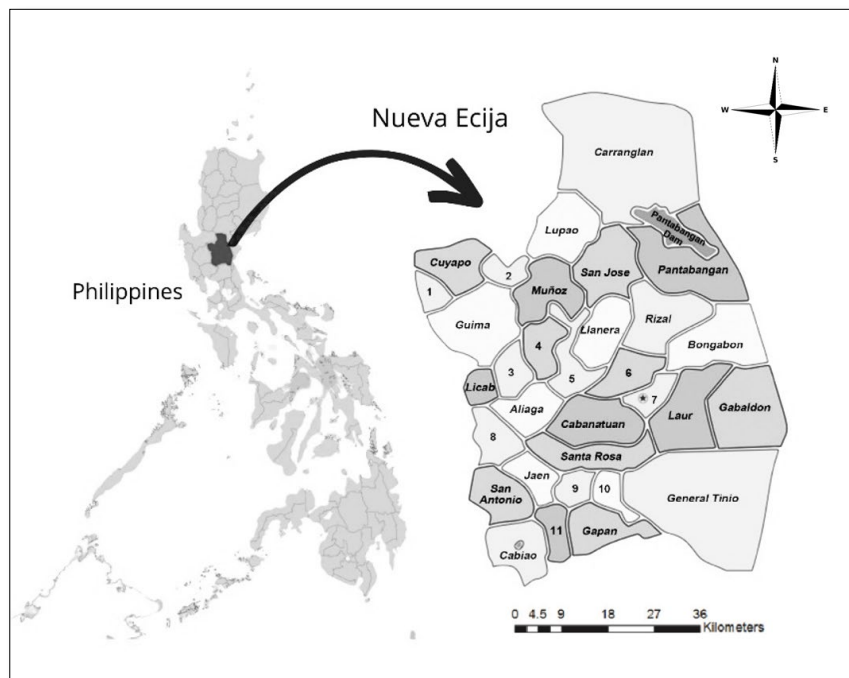 Nueva Ecija
Philippines
N
W
E
S
Carranglan
Pantabangan
Dam
Lupao
Cuyapo
San Jose
Pantabangan
2
1
Muñoz
Guima
Llanera
Rizal
4
Bongabon
3
5
6
Licab
7
Aliaga
Gabaldon
Cabanatuan
Laur
8
Santa Rosa
Jaen
San
Antonio
9
10
General Tinio
11
Gapan
Cabiao
0 4.5 9 18 27 36
Kilometers